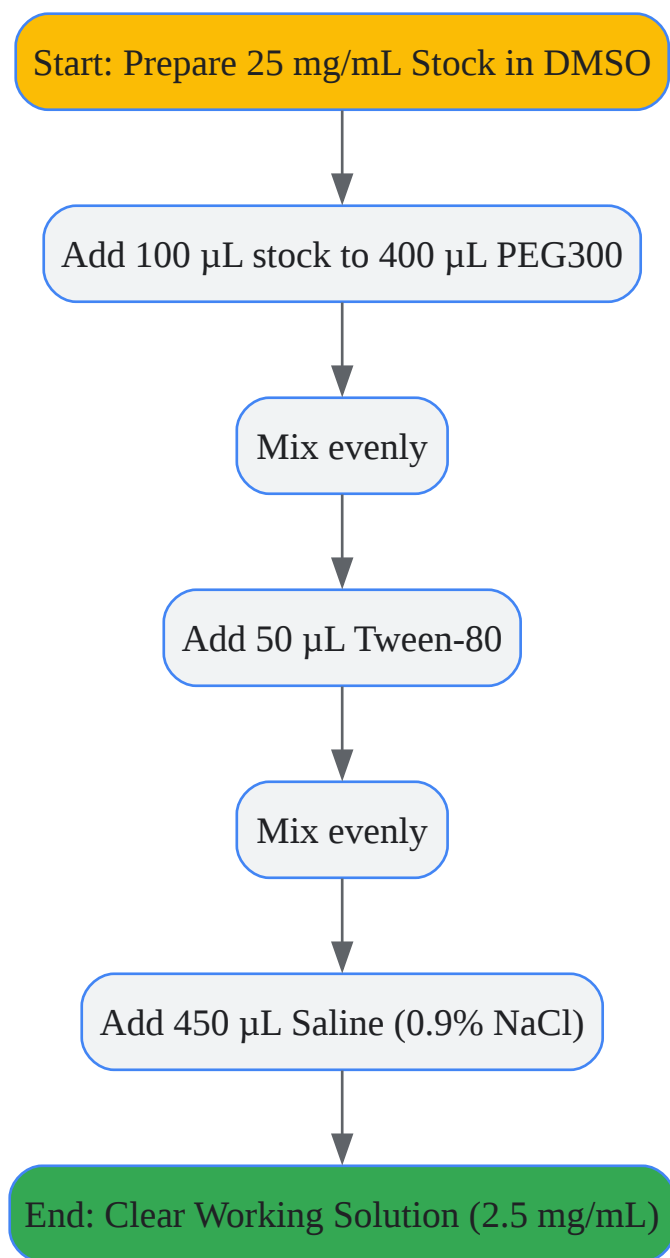 Start: Prepare 25 mg/mL Stock in DMSO
Add 100 µL stock to 400 µL PEG300
Mix evenly
Add 50 µL Tween-80
Mix evenly
Add 450 µL Saline (0.9% NaCl)
End: Clear Working Solution (2.5 mg/mL)